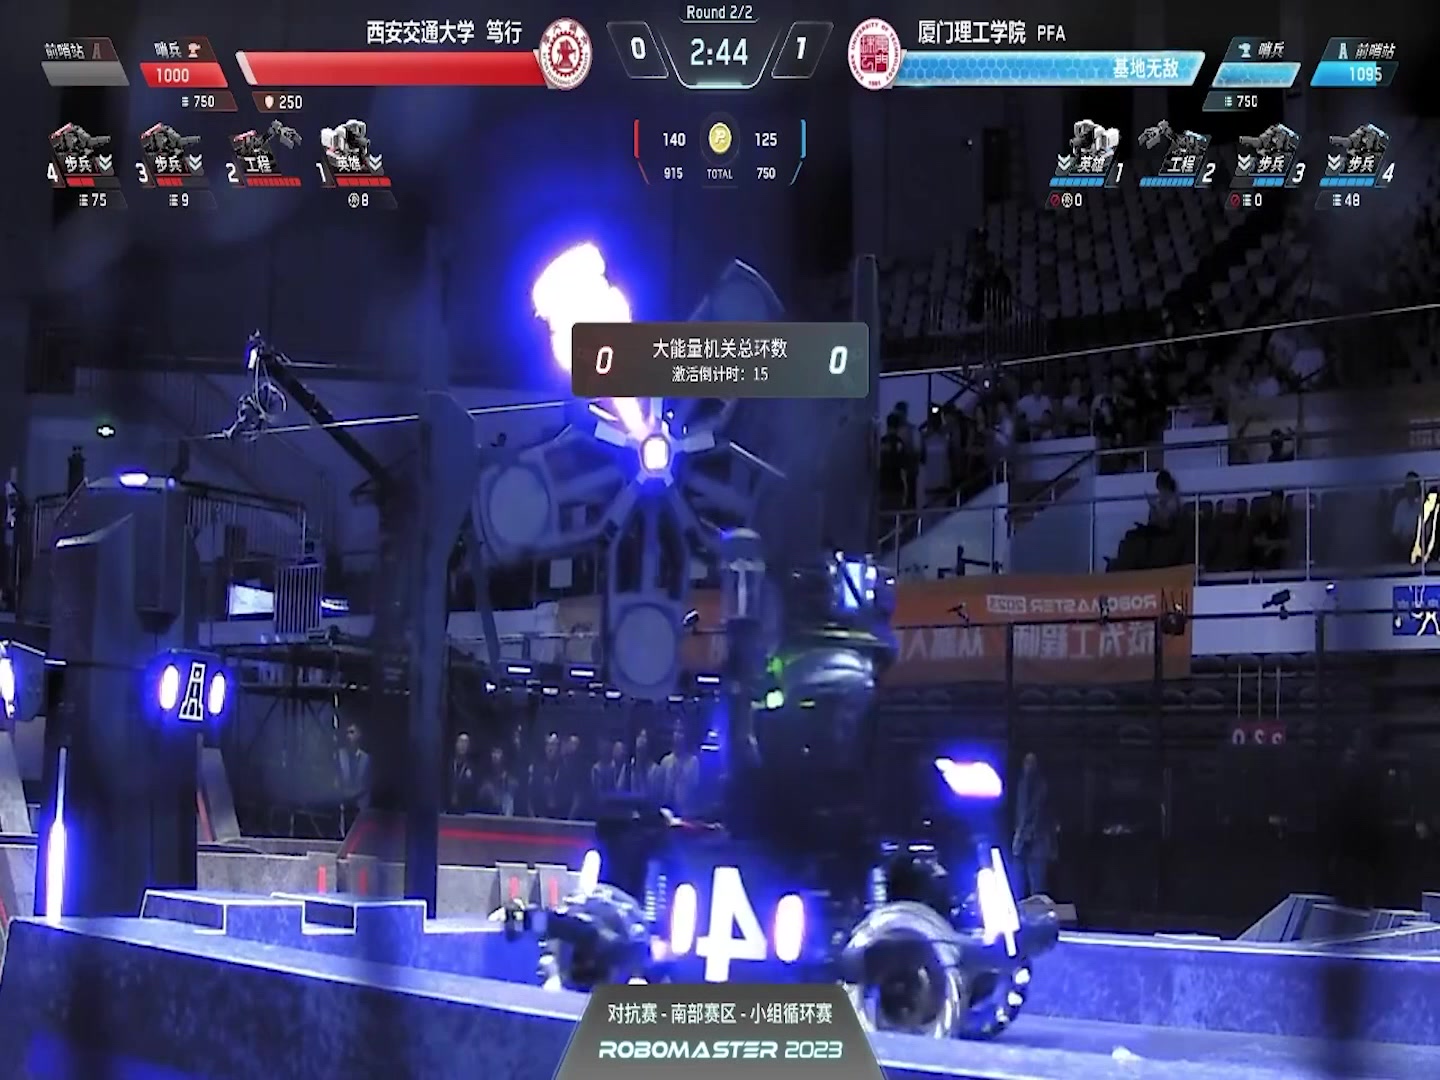 Round 2/2
前哨站
哨兵
1000
750
250
西安交通大学 笃行
0
2:44
1
厦门理工学院 PFA
基地无敌
哨兵
750
前哨站
1095
4 步兵
75
3 步兵
9
2 工程
1 英雄
8
140
125
915
TOTAL
750
英雄 1
0
工程 2
步兵 3
0
步兵 4
48
0
大能量机关总环数
激活倒计时: 15
0
4
对抗赛 - 南部赛区 - 小组循环赛
ROBOMASTER 2023